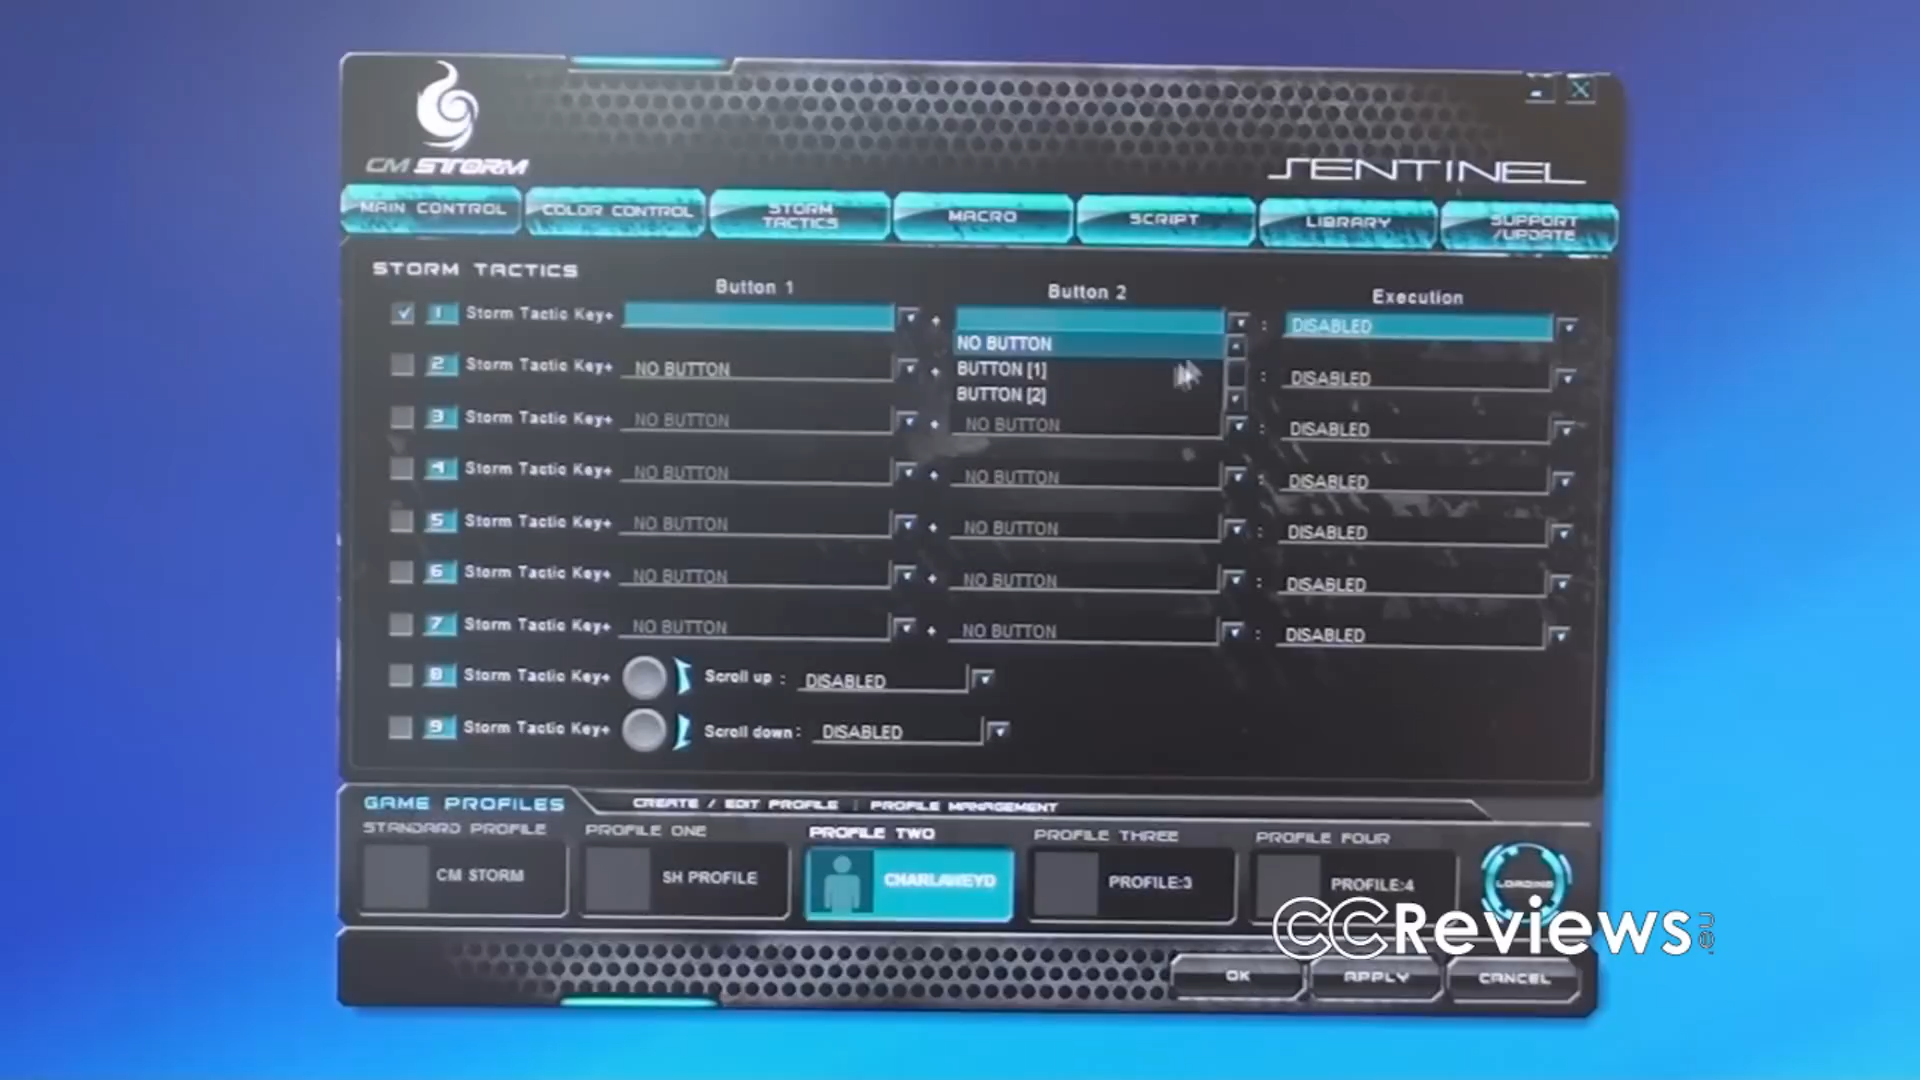 CM STORM
SENTINEL
MAIN CONTROL
COLOR CONTROL
STORM TACTICS
MACRO
SCRIPT
LIBRARY
SUPPORT /UPDATE
STORM TACTICS
Button 1
Button 2
Execution
1 Storm Tactic Key+ + : DISABLED
NO BUTTON
BUTTON [1]
BUTTON [2]
2 Storm Tactic Key+ NO BUTTON + : DISABLED
3 Storm Tactic Key+ NO BUTTON + NO BUTTON : DISABLED
4 Storm Tactic Key+ NO BUTTON + NO BUTTON : DISABLED
5 Storm Tactic Key+ NO BUTTON + NO BUTTON : DISABLED
6 Storm Tactic Key+ NO BUTTON + NO BUTTON : DISABLED
7 Storm Tactic Key+ NO BUTTON + NO BUTTON : DISABLED
8 Storm Tactic Key+ Scroll up : DISABLED
9 Storm Tactic Key+ Scroll down : DISABLED
GAME PROFILES
CREATE / EDIT PROFILE | PROFILE MANAGEMENT
STANDARD PROFILE
PROFILE ONE
PROFILE TWO
PROFILE THREE
PROFILE FOUR
CM STORM
SH PROFILE
PROFILE:3
PROFILE:4
LOADING
CCReviews
OK
APPLY
CANCEL